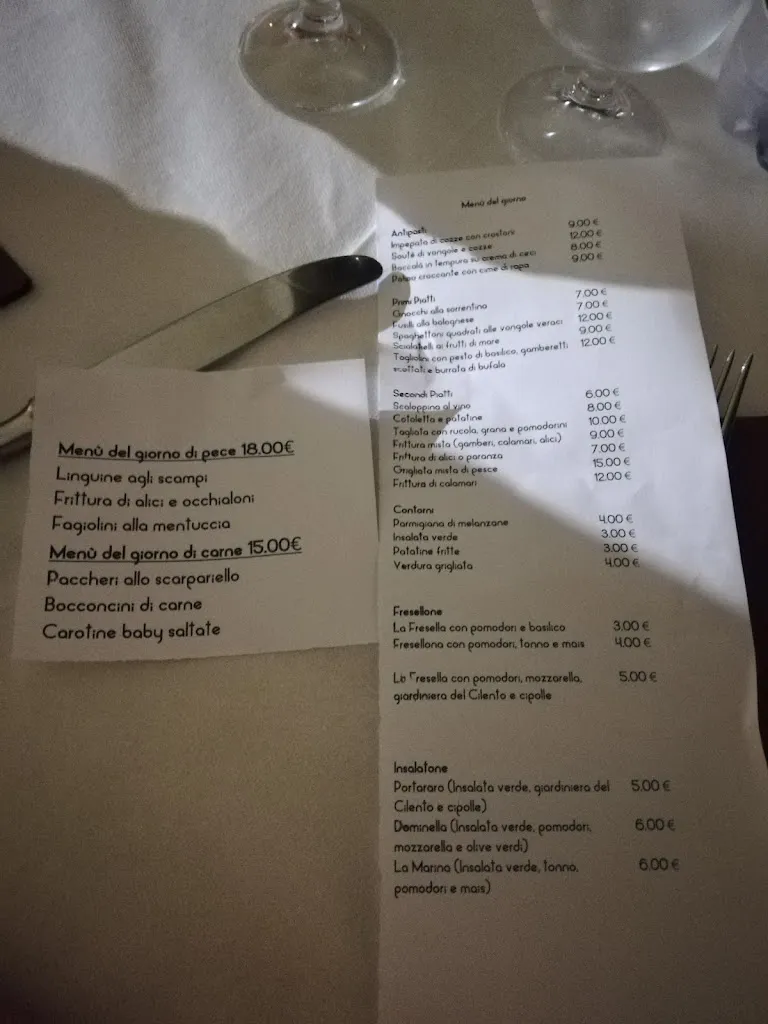 Menù del giorno di pece 18.00€
Linguine agli scampi
Frittura di alici e occhialoni
Fagiolini alla mentuccia
Menù del giorno di carne 15.00€
Paccheri allo scarpariello
Bocconcini di carne
Carotine baby saltate
Menù del giorno
Antipasti
Impepata di cozze con crostoni 9.00 €
Sautè di vongole e cozze 12.00 €
Baccalà in tempura su crema di ceci 8.00 €
Polpo croccante con cime di rapa 9.00 €
Primi Piatti
Gnocchi alla sorrentina 7.00 €
Fusilli alla bolognese 7.00 €
Spaghettoni quadrati alle vongole veraci 12.00 €
Scialatielli ai frutti di mare 9.00 €
Tagliolini con pesto di basilico, gamberetti 12.00 €
scottati e burrata di bufala
Secondi Piatti
Scaloppina al vino 6.00 €
Cotoletta e patatine 8.00 €
Tagliata con rucola, grana e pomodorini 10.00 €
Frittura mista (gamberi, calamari, alici) 9.00 €
Frittura di alici o paranza 7.00 €
Grigliata mista di pesce 15.00 €
Frittura di calamari 12.00 €
Contorni
Parmigiana di melanzane 4.00 €
Insalata verde 3.00 €
Patatine fritte 3.00 €
Verdura grigliata 4.00 €
Fresellone
La Fresella con pomodori e basilico 3.00 €
Fresellona con pomodori, tonno e mais 4.00 €
La Fresella con pomodori, mozzarella, 5.00 €
giardiniera del Cilento e cipolle
Insalatone
Portararo (Insalata verde, giardiniera del 5.00 €
Cilento e cipolle)
Dominella (Insalata verde, pomodori, 6.00 €
mozzarella e olive verdi)
La Marina (Insalata verde, tonno, 6.00 €
pomodori e mais)